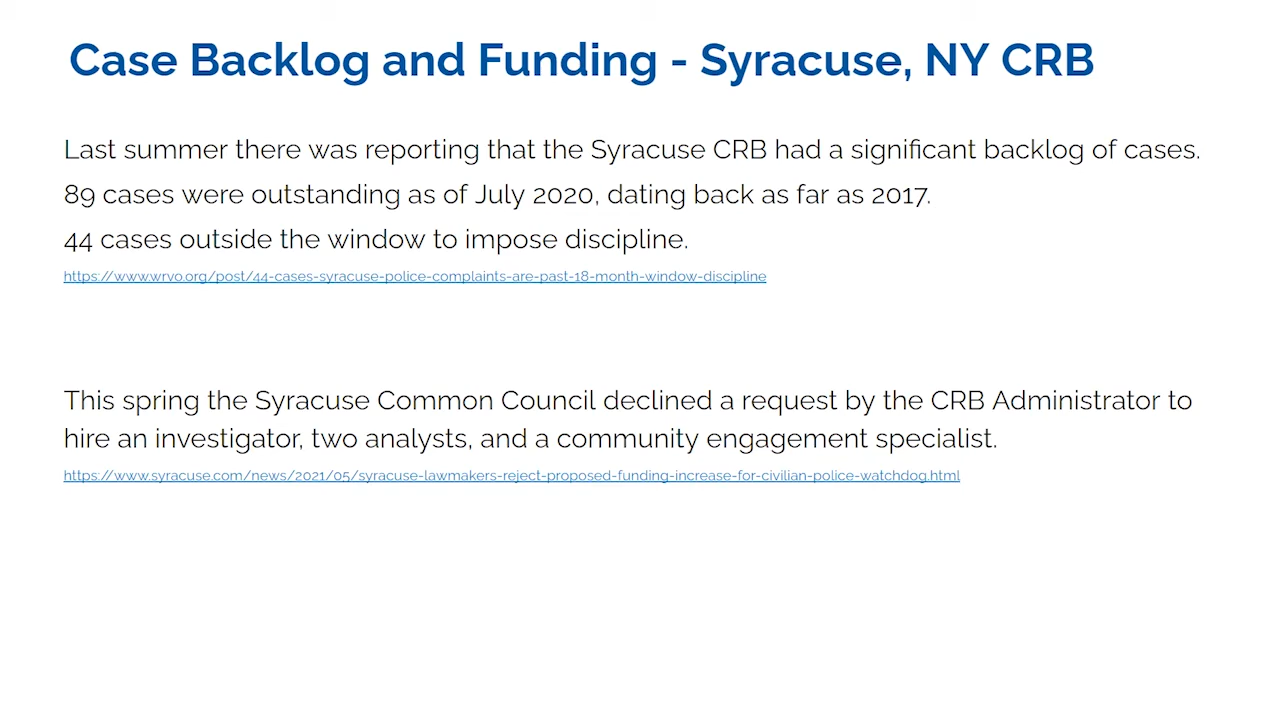 Case Backlog and Funding - Syracuse, NY CRB
Last summer there was reporting that the Syracuse CRB had a significant backlog of cases.
89 cases were outstanding as of July 2020, dating back as far as 2017.
44 cases outside the window to impose discipline.
https://www.wrvo.org/post/44-cases-syracuse-police-complaints-are-past-18-month-window-discipline
This spring the Syracuse Common Council declined a request by the CRB Administrator to
hire an investigator, two analysts, and a community engagement specialist.
https://www.syracuse.com/news/2021/05/syracuse-lawmakers-reject-proposed-funding-increase-for-civilian-police-watchdog.html